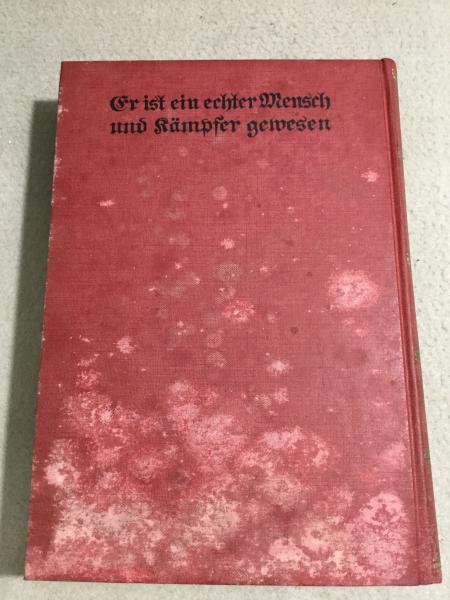 Er ist ein echter Mensch
und Kämpfer gewesen